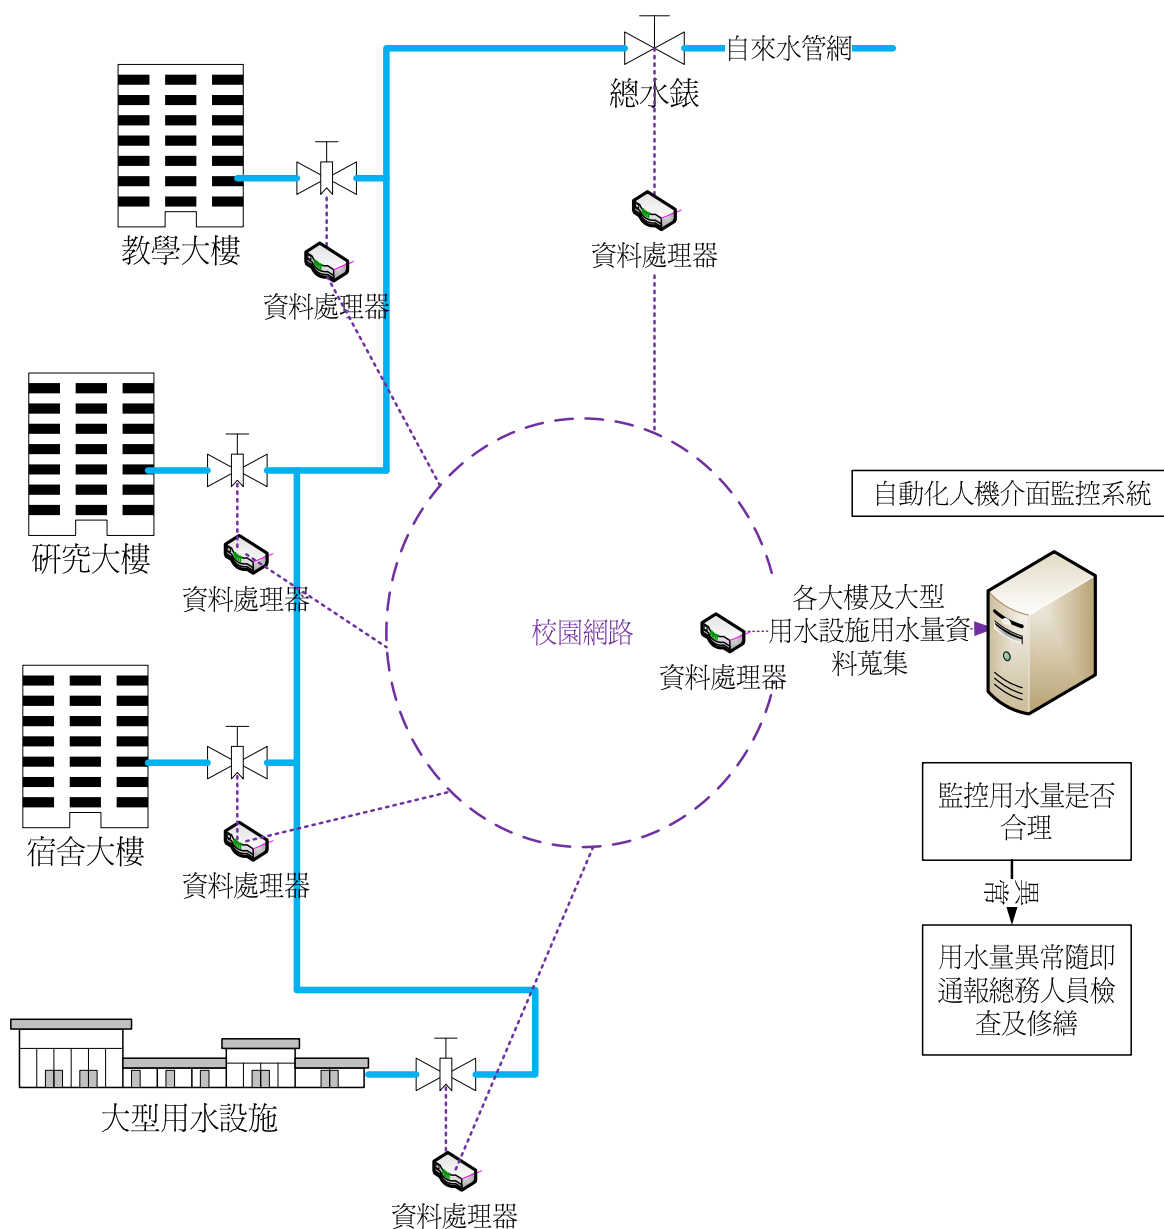 自來水管網
總水錶
資料處理器
教學大樓
資料處理器
研究大樓
資料處理器
自動化人機介面監控系統
校園網路
資料處理器
各大樓及大型
用水設施用水量資
料蒐集
宿舍大樓
資料處理器
監控用水量是否
合理
異常
用水量異常隨即
通報總務人員檢
查及修繕
大型用水設施
資料處理器